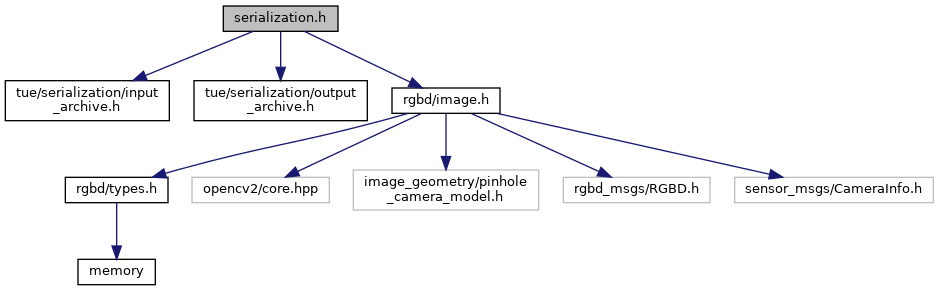 serialization.h
tue/serialization/input
_archive.h
tue/serialization/output
_archive.h
rgbd/image.h
rgbd/types.h
opencv2/core.hpp
image_geometry/pinhole
_camera_model.h
rgbd_msgs/RGBD.h
sensor_msgs/CameraInfo.h
memory